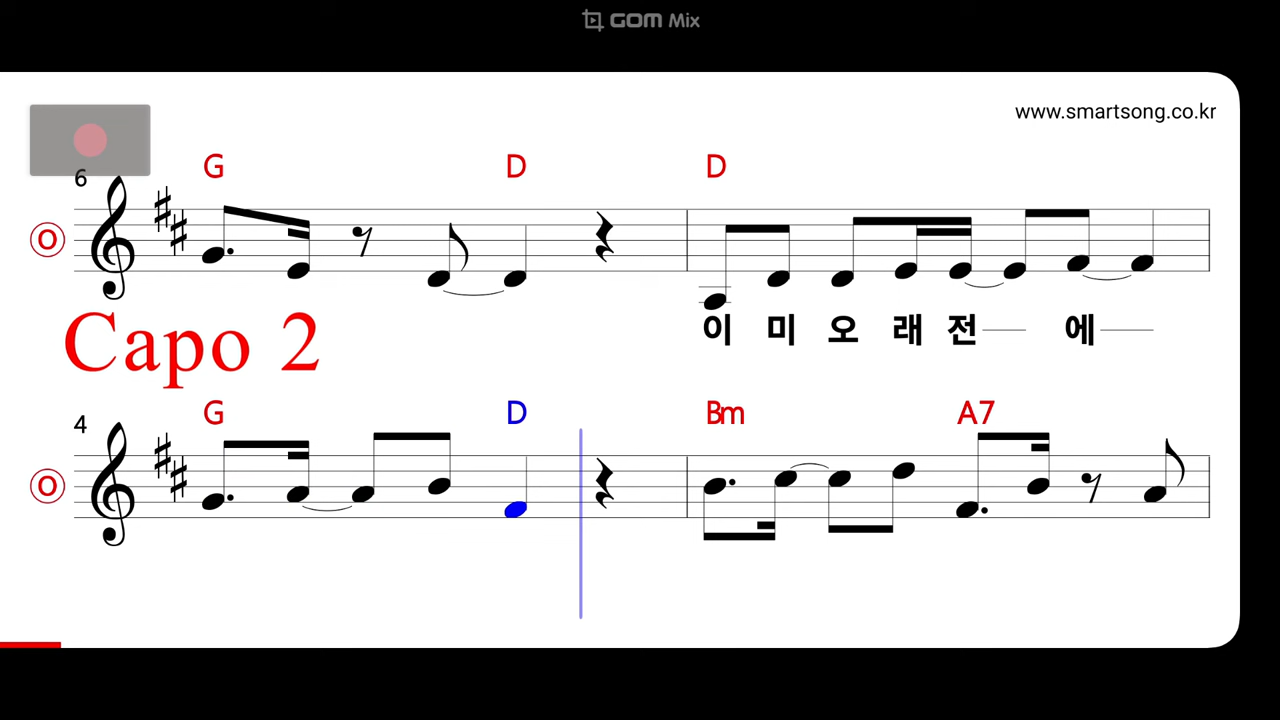 GOM Mix
www.smartsong.co.kr
G D D
6
O
이 미 오 래 전 에
Capo 2
G D Bm A7
4
O